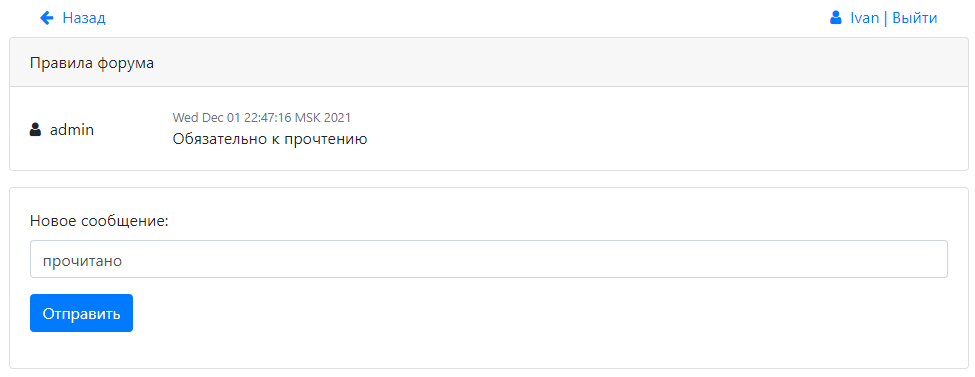 Назад
Ivan | Выйти
Правила форума
admin
Wed Dec 01 22:47:16 MSK 2021
Обязательно к прочтению
Новое сообщение:
прочитано
Отправить